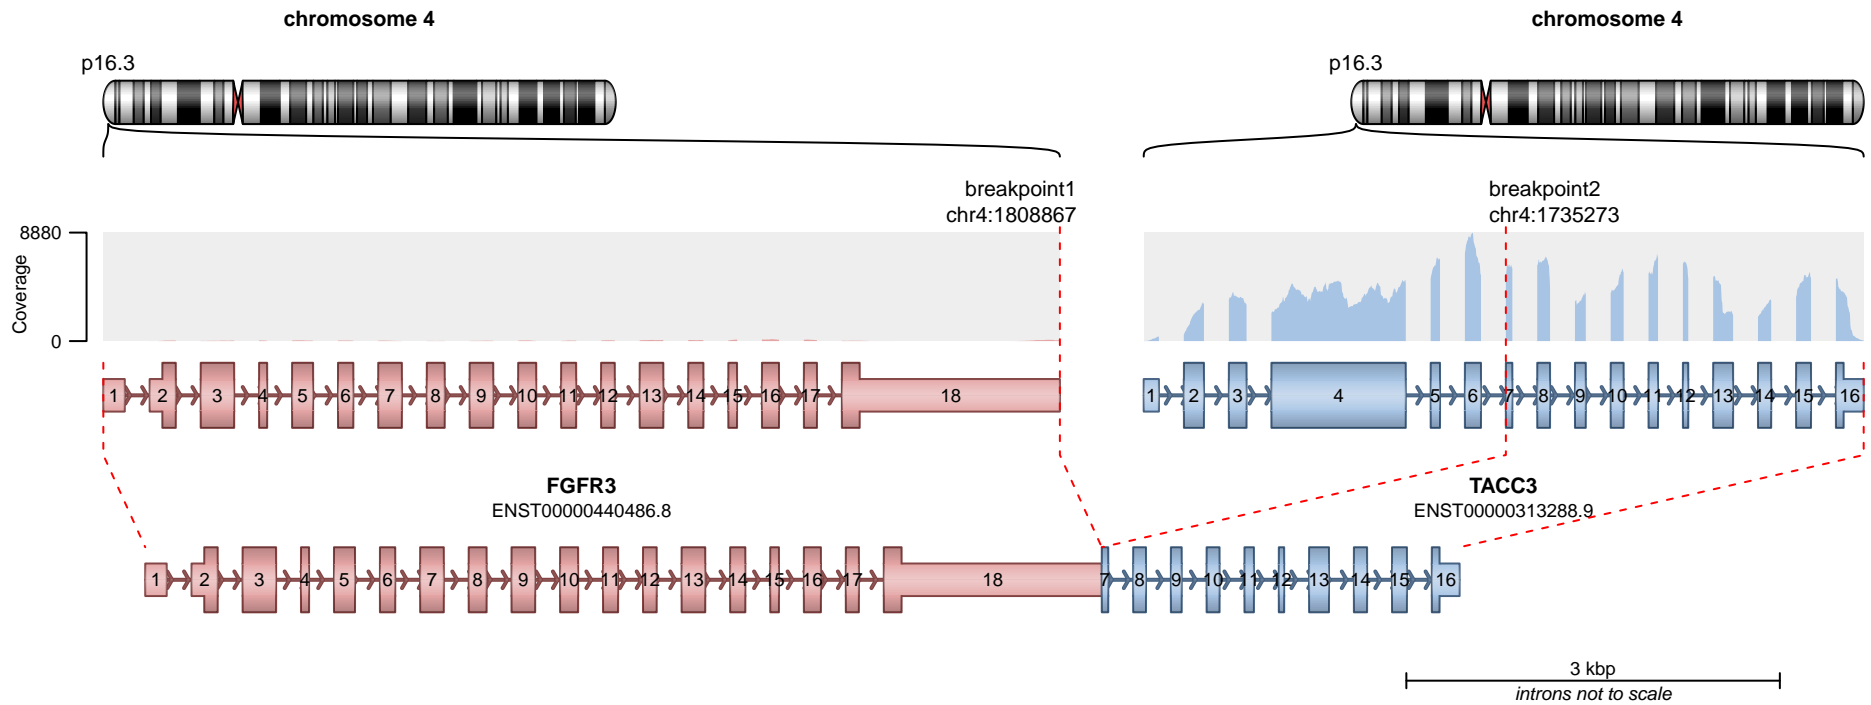 chromosome 4
chromosome 4
p16.3
p16.3
breakpoint1
chr4:1808867
breakpoint2
chr4:1735273
8880
Coverage
0
1 2 3 4 5 6 7 8 9 10 11 12 13 14 15 16 17 18
1 2 3 4 5 6 7 8 9 10 11 12 13 14 15 16
FGFR3
ENST00000440486.8
TACC3
ENST00000313288.9
1 2 3 4 5 6 7 8 9 10 11 12 13 14 15 16 17 18 7 8 9 10 11 12 13 14 15 16
3 kbp
introns not to scale